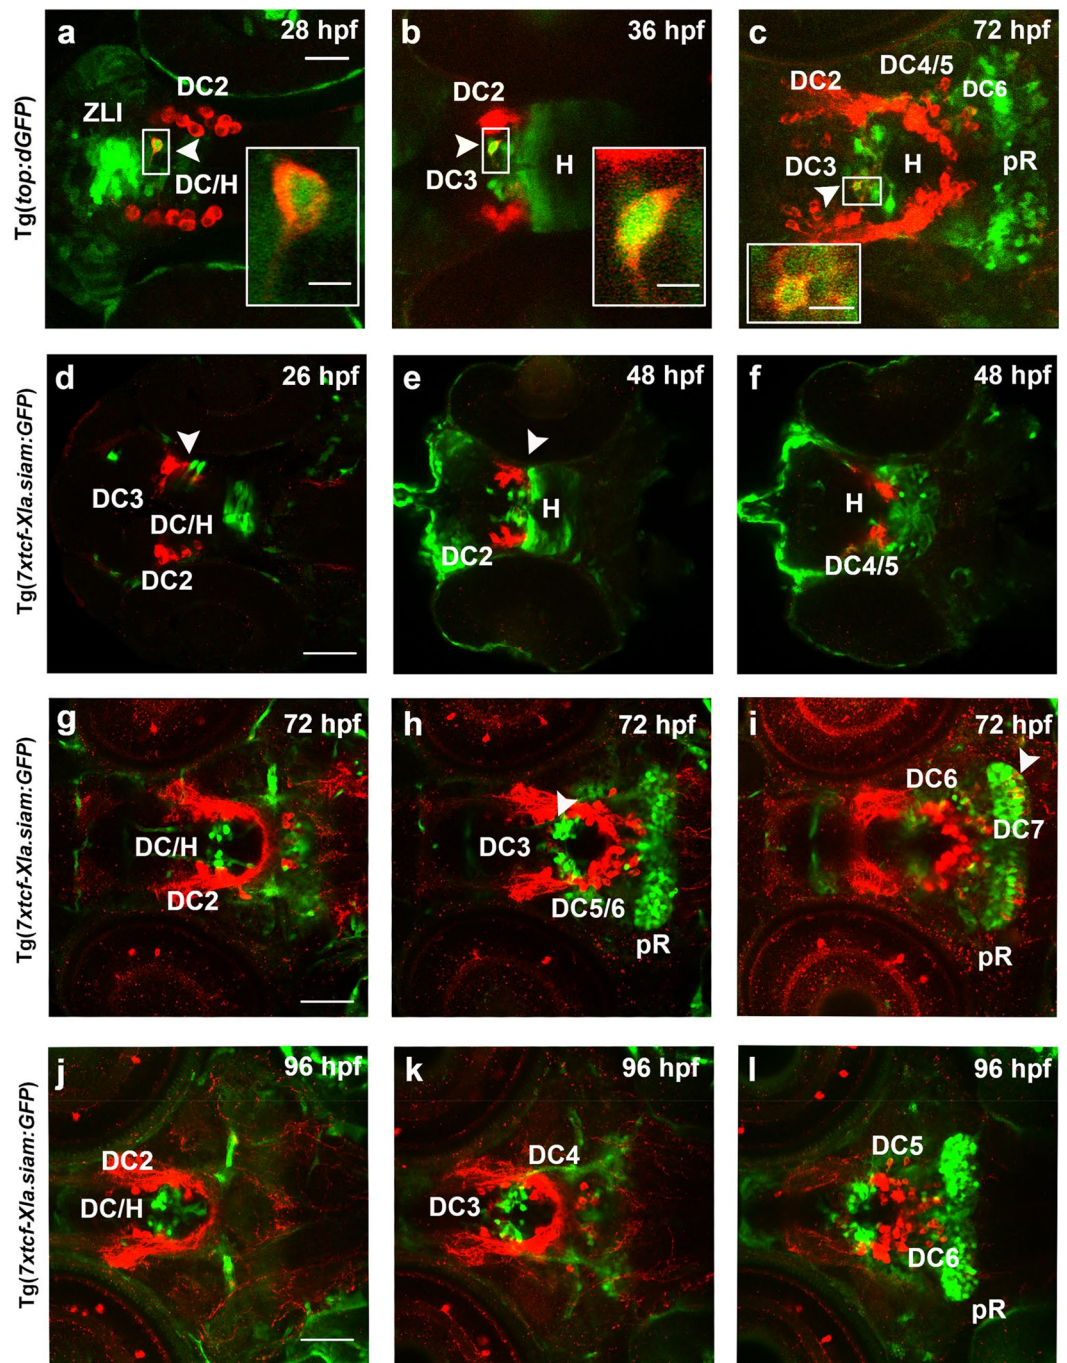 Tg(top:dGFP)
a
28 hpf
DC2
ZLI
DC/H
b
36 hpf
DC2
DC3
H
c
72 hpf
DC4/5
DC2
DC6
DC3
H
pR
Tg(7xtcf-Xla.siam:GFP)
d
26 hpf
DC3
DC/H
DC2
e
48 hpf
H
DC2
f
48 hpf
H
DC4/5
Tg(7xtcf-Xla.siam:GFP)
g
72 hpf
DC/H
DC2
h
72 hpf
DC3
DC5/6
pR
i
72 hpf
DC6
DC7
pR
Tg(7xtcf-Xla.siam:GFP)
j
96 hpf
DC2
DC/H
k
96 hpf
DC4
DC3
l
96 hpf
DC5
DC6
pR